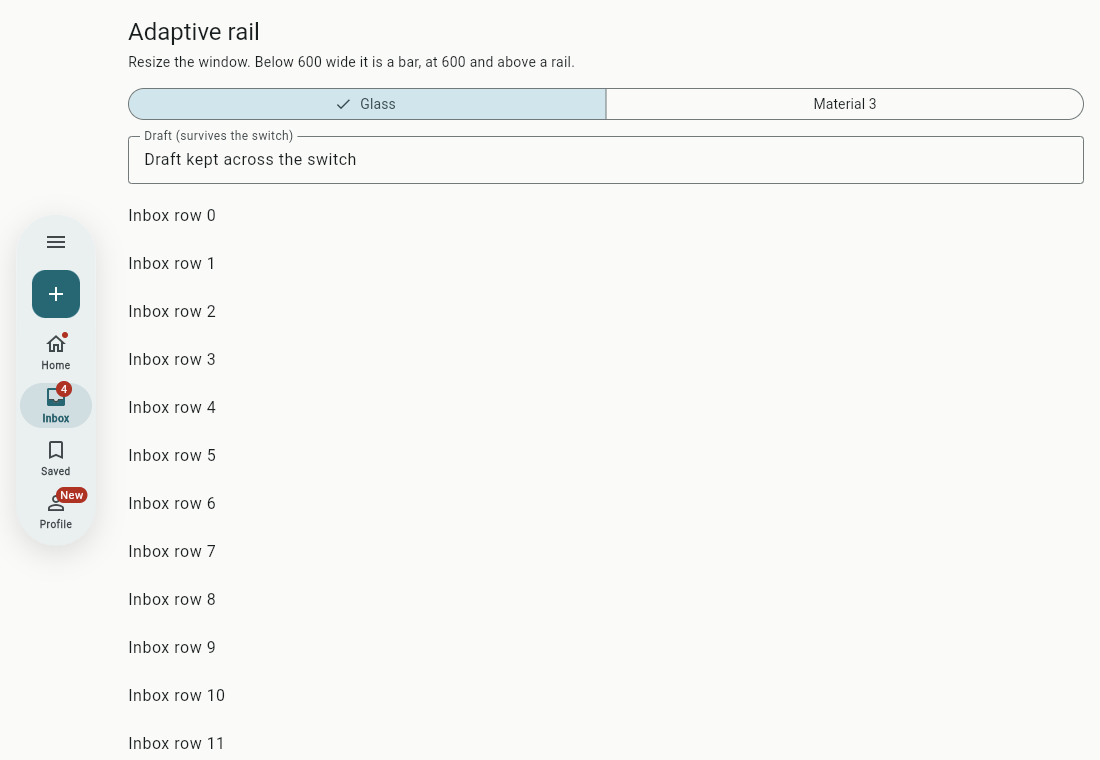 Adaptive rail
Resize the window. Below 600 wide it is a bar, at 600 and above a rail.
Glass
Material 3
Draft (survives the switch)
Draft kept across the switch
Home
4
Inbox
Saved
New
Profile
Inbox row 0
Inbox row 1
Inbox row 2
Inbox row 3
Inbox row 4
Inbox row 5
Inbox row 6
Inbox row 7
Inbox row 8
Inbox row 9
Inbox row 10
Inbox row 11